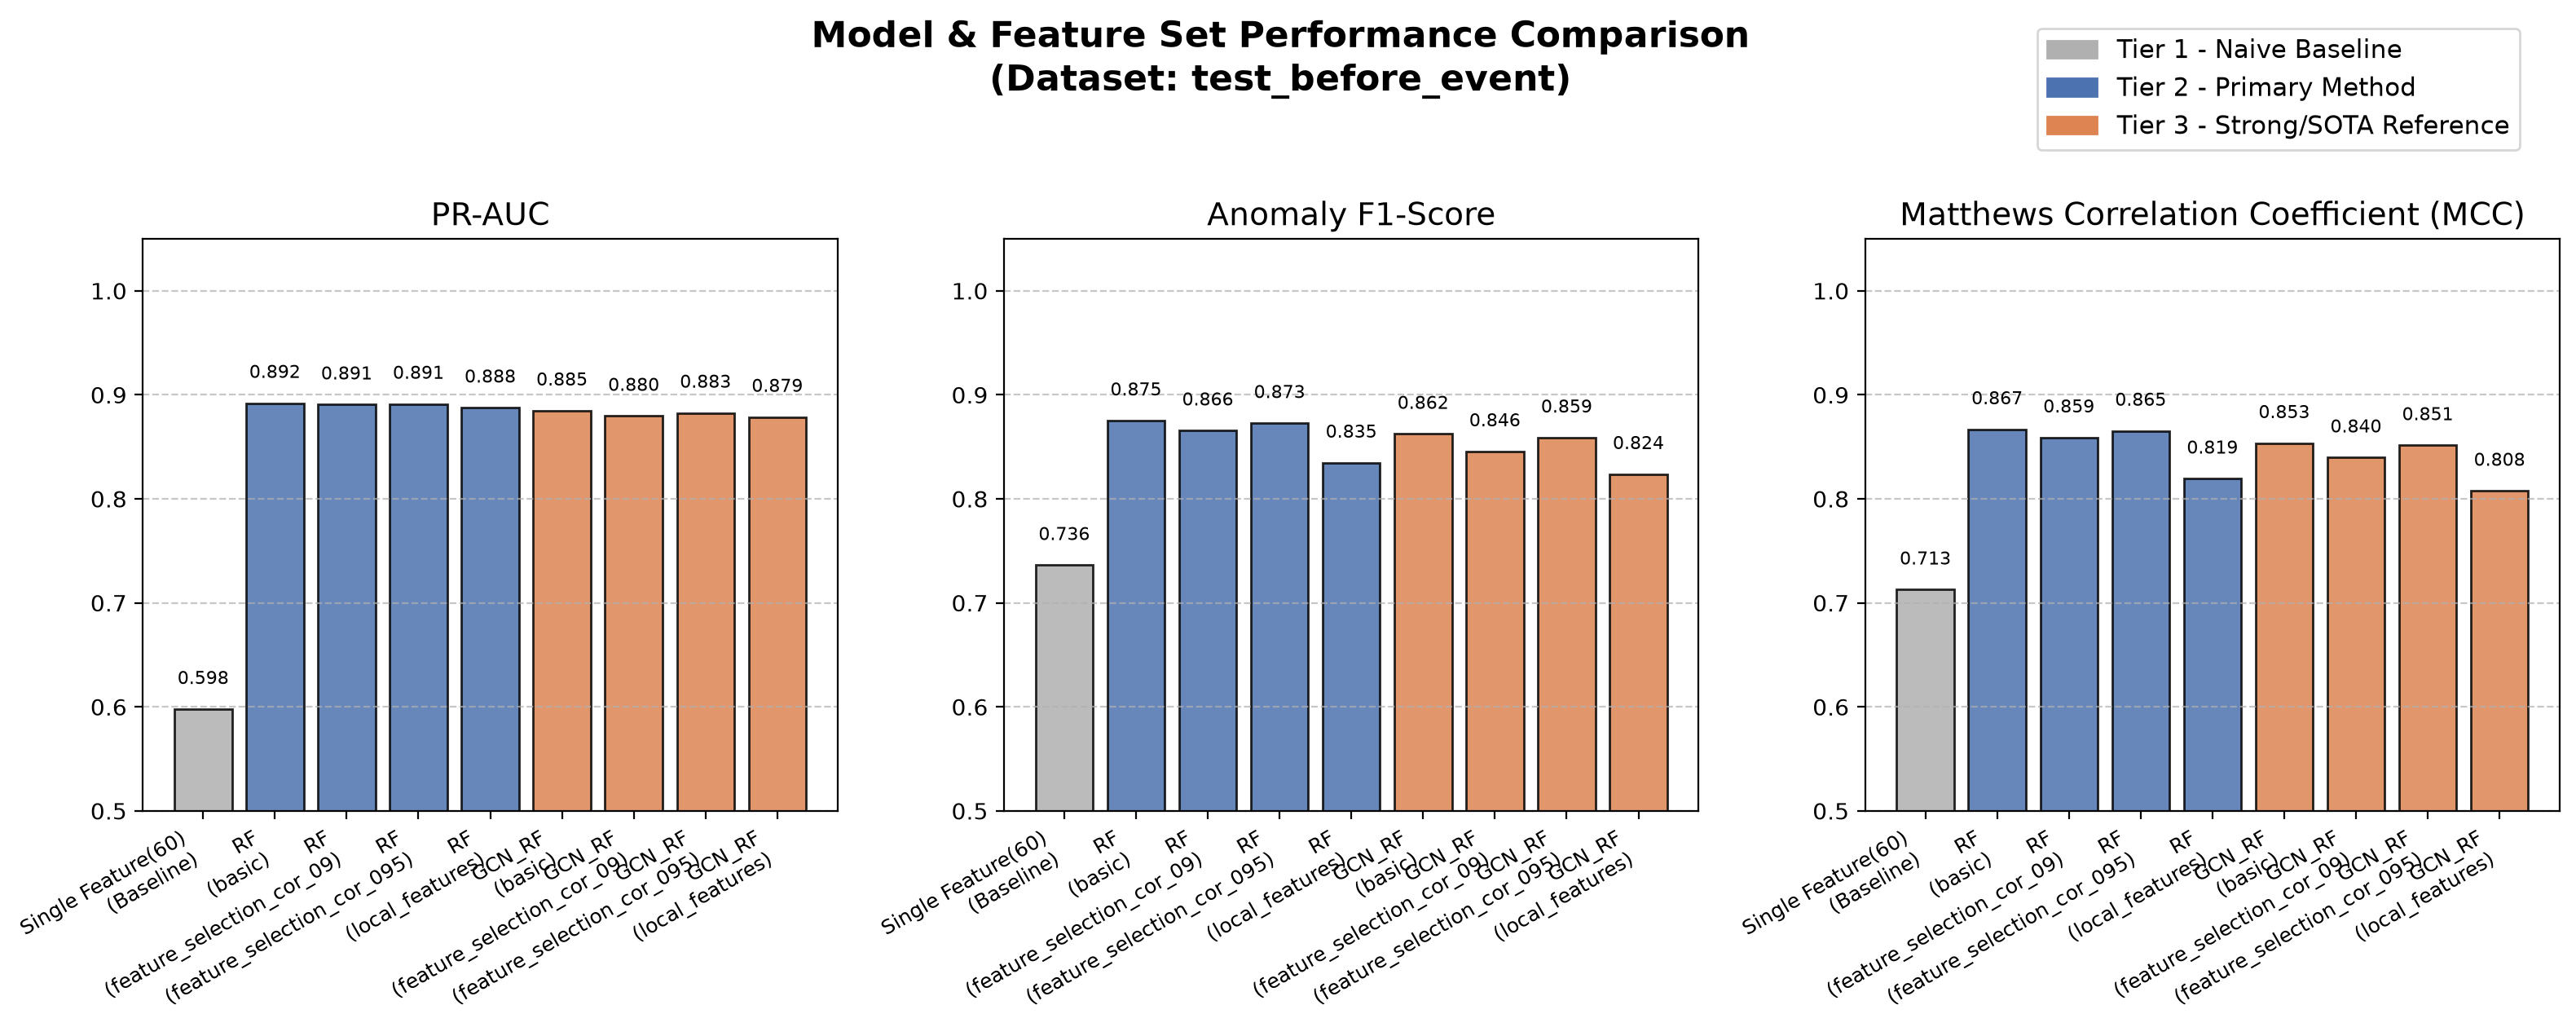 Model & Feature Set Performance Comparison
(Dataset: test_before_event)
Tier 1 - Naive Baseline
Tier 2 - Primary Method
Tier 3 - Strong/SOTA Reference
PR-AUC
1.0
0.9
0.8
0.7
0.6
0.5
0.598
0.892
0.891
0.891
0.888
0.885
0.880
0.883
0.879
Single Feature(60)
(Baseline)
RF
(basic)
RF
(feature_selection_cor_09)
RF
(feature_selection_cor_095)
RF
(local_features)
GCN_RF
(basic)
GCN_RF
(feature_selection_cor_09)
GCN_RF
(feature_selection_cor_095)
GCN_RF
(local_features)
Anomaly F1-Score
1.0
0.9
0.8
0.7
0.6
0.5
0.736
0.875
0.866
0.873
0.835
0.862
0.846
0.859
0.824
Single Feature(60)
(Baseline)
RF
(basic)
RF
(feature_selection_cor_09)
RF
(feature_selection_cor_095)
RF
(local_features)
GCN_RF
(basic)
GCN_RF
(feature_selection_cor_09)
GCN_RF
(feature_selection_cor_095)
GCN_RF
(local_features)
Matthews Correlation Coefficient (MCC)
1.0
0.9
0.8
0.7
0.6
0.5
0.713
0.867
0.859
0.865
0.819
0.853
0.840
0.851
0.808
Single Feature(60)
(Baseline)
RF
(basic)
RF
(feature_selection_cor_09)
RF
(feature_selection_cor_095)
RF
(local_features)
GCN_RF
(basic)
GCN_RF
(feature_selection_cor_09)
GCN_RF
(feature_selection_cor_095)
GCN_RF
(local_features)